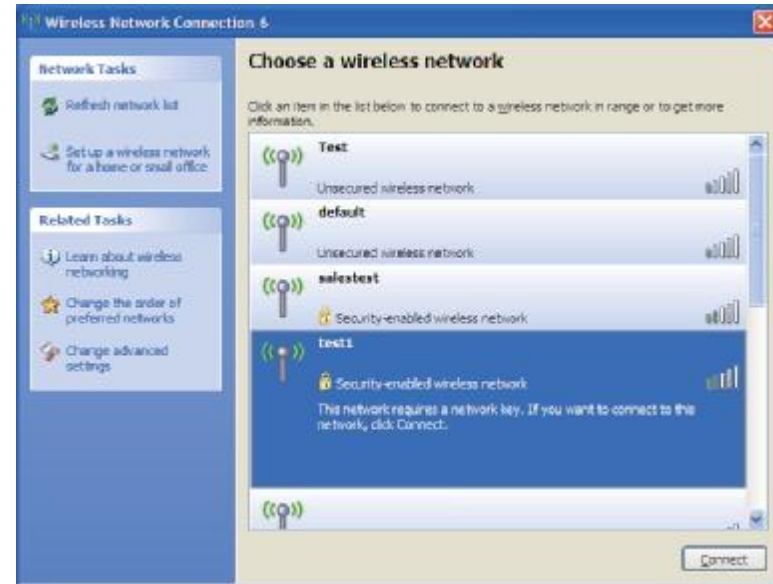 Wireless Network Connection 6
Network Tasks
Refresh network list
Set up a wireless network
for a home or small office
Related Tasks
Learn about wireless
networking
Change the order of
preferred networks
Change advanced
settings
Choose a wireless network
Click an item in the list below to connect to a wireless network in range or to get more
information.
Test
Unsecured wireless network
default
Unsecured wireless network
salestest
Security-enabled wireless network
test1
Security-enabled wireless network
This network requires a network key. If you want to connect to this
network, click Connect.
Connect